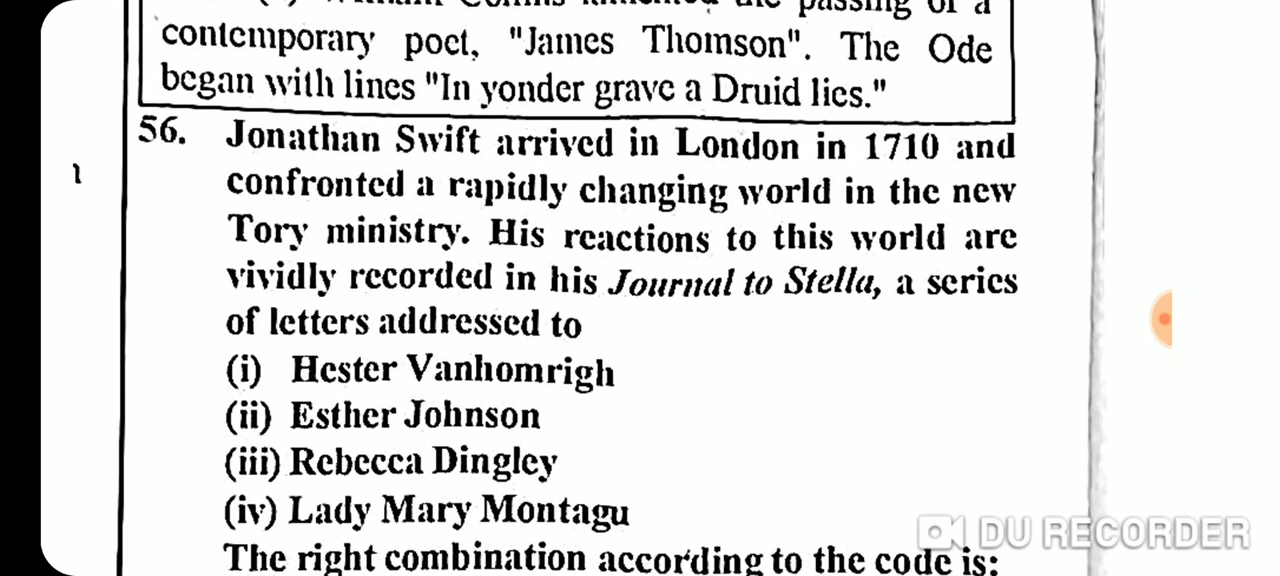 contemporary poet, "James Thomson". The Ode
began with lines "In yonder grave a Druid lies."
56. Jonathan Swift arrived in London in 1710 and
confronted a rapidly changing world in the new
Tory ministry. His reactions to this world are
vividly recorded in his Journal to Stella, a series
of letters addressed to
(i) Hester Vanhomrigh
(ii) Esther Johnson
(iii) Rebecca Dingley
(iv) Lady Mary Montagu
The right combination according to the code is:
DU RECORDER